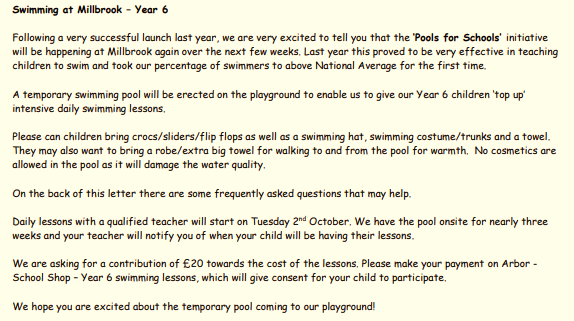 Swimming at Millbrook – Year 6
Following a very successful launch last year, we are very excited to tell you that the 'Pools for Schools' initiative
will be happening at Millbrook again over the next few weeks. Last year this proved to be very effective in teaching
children to swim and took our percentage of swimmers to above National Average for the first time.
A temporary swimming pool will be erected on the playground to enable us to give our Year 6 children 'top up'
intensive daily swimming lessons.
Please can children bring crocs/sliders/flip flops as well as a swimming hat, swimming costume/trunks and a towel.
They may also want to bring a robe/extra big towel for walking to and from the pool for warmth. No cosmetics are
allowed in the pool as it will damage the water quality.
On the back of this letter there are some frequently asked questions that may help.
Daily lessons with a qualified teacher will start on Tuesday 2nd October. We have the pool onsite for nearly three
weeks and your teacher will notify you of when your child will be having their lessons.
We are asking for a contribution of £20 towards the cost of the lessons. Please make your payment on Arbor -
School Shop – Year 6 swimming lessons, which will give consent for your child to participate.
We hope you are excited about the temporary pool coming to our playground!